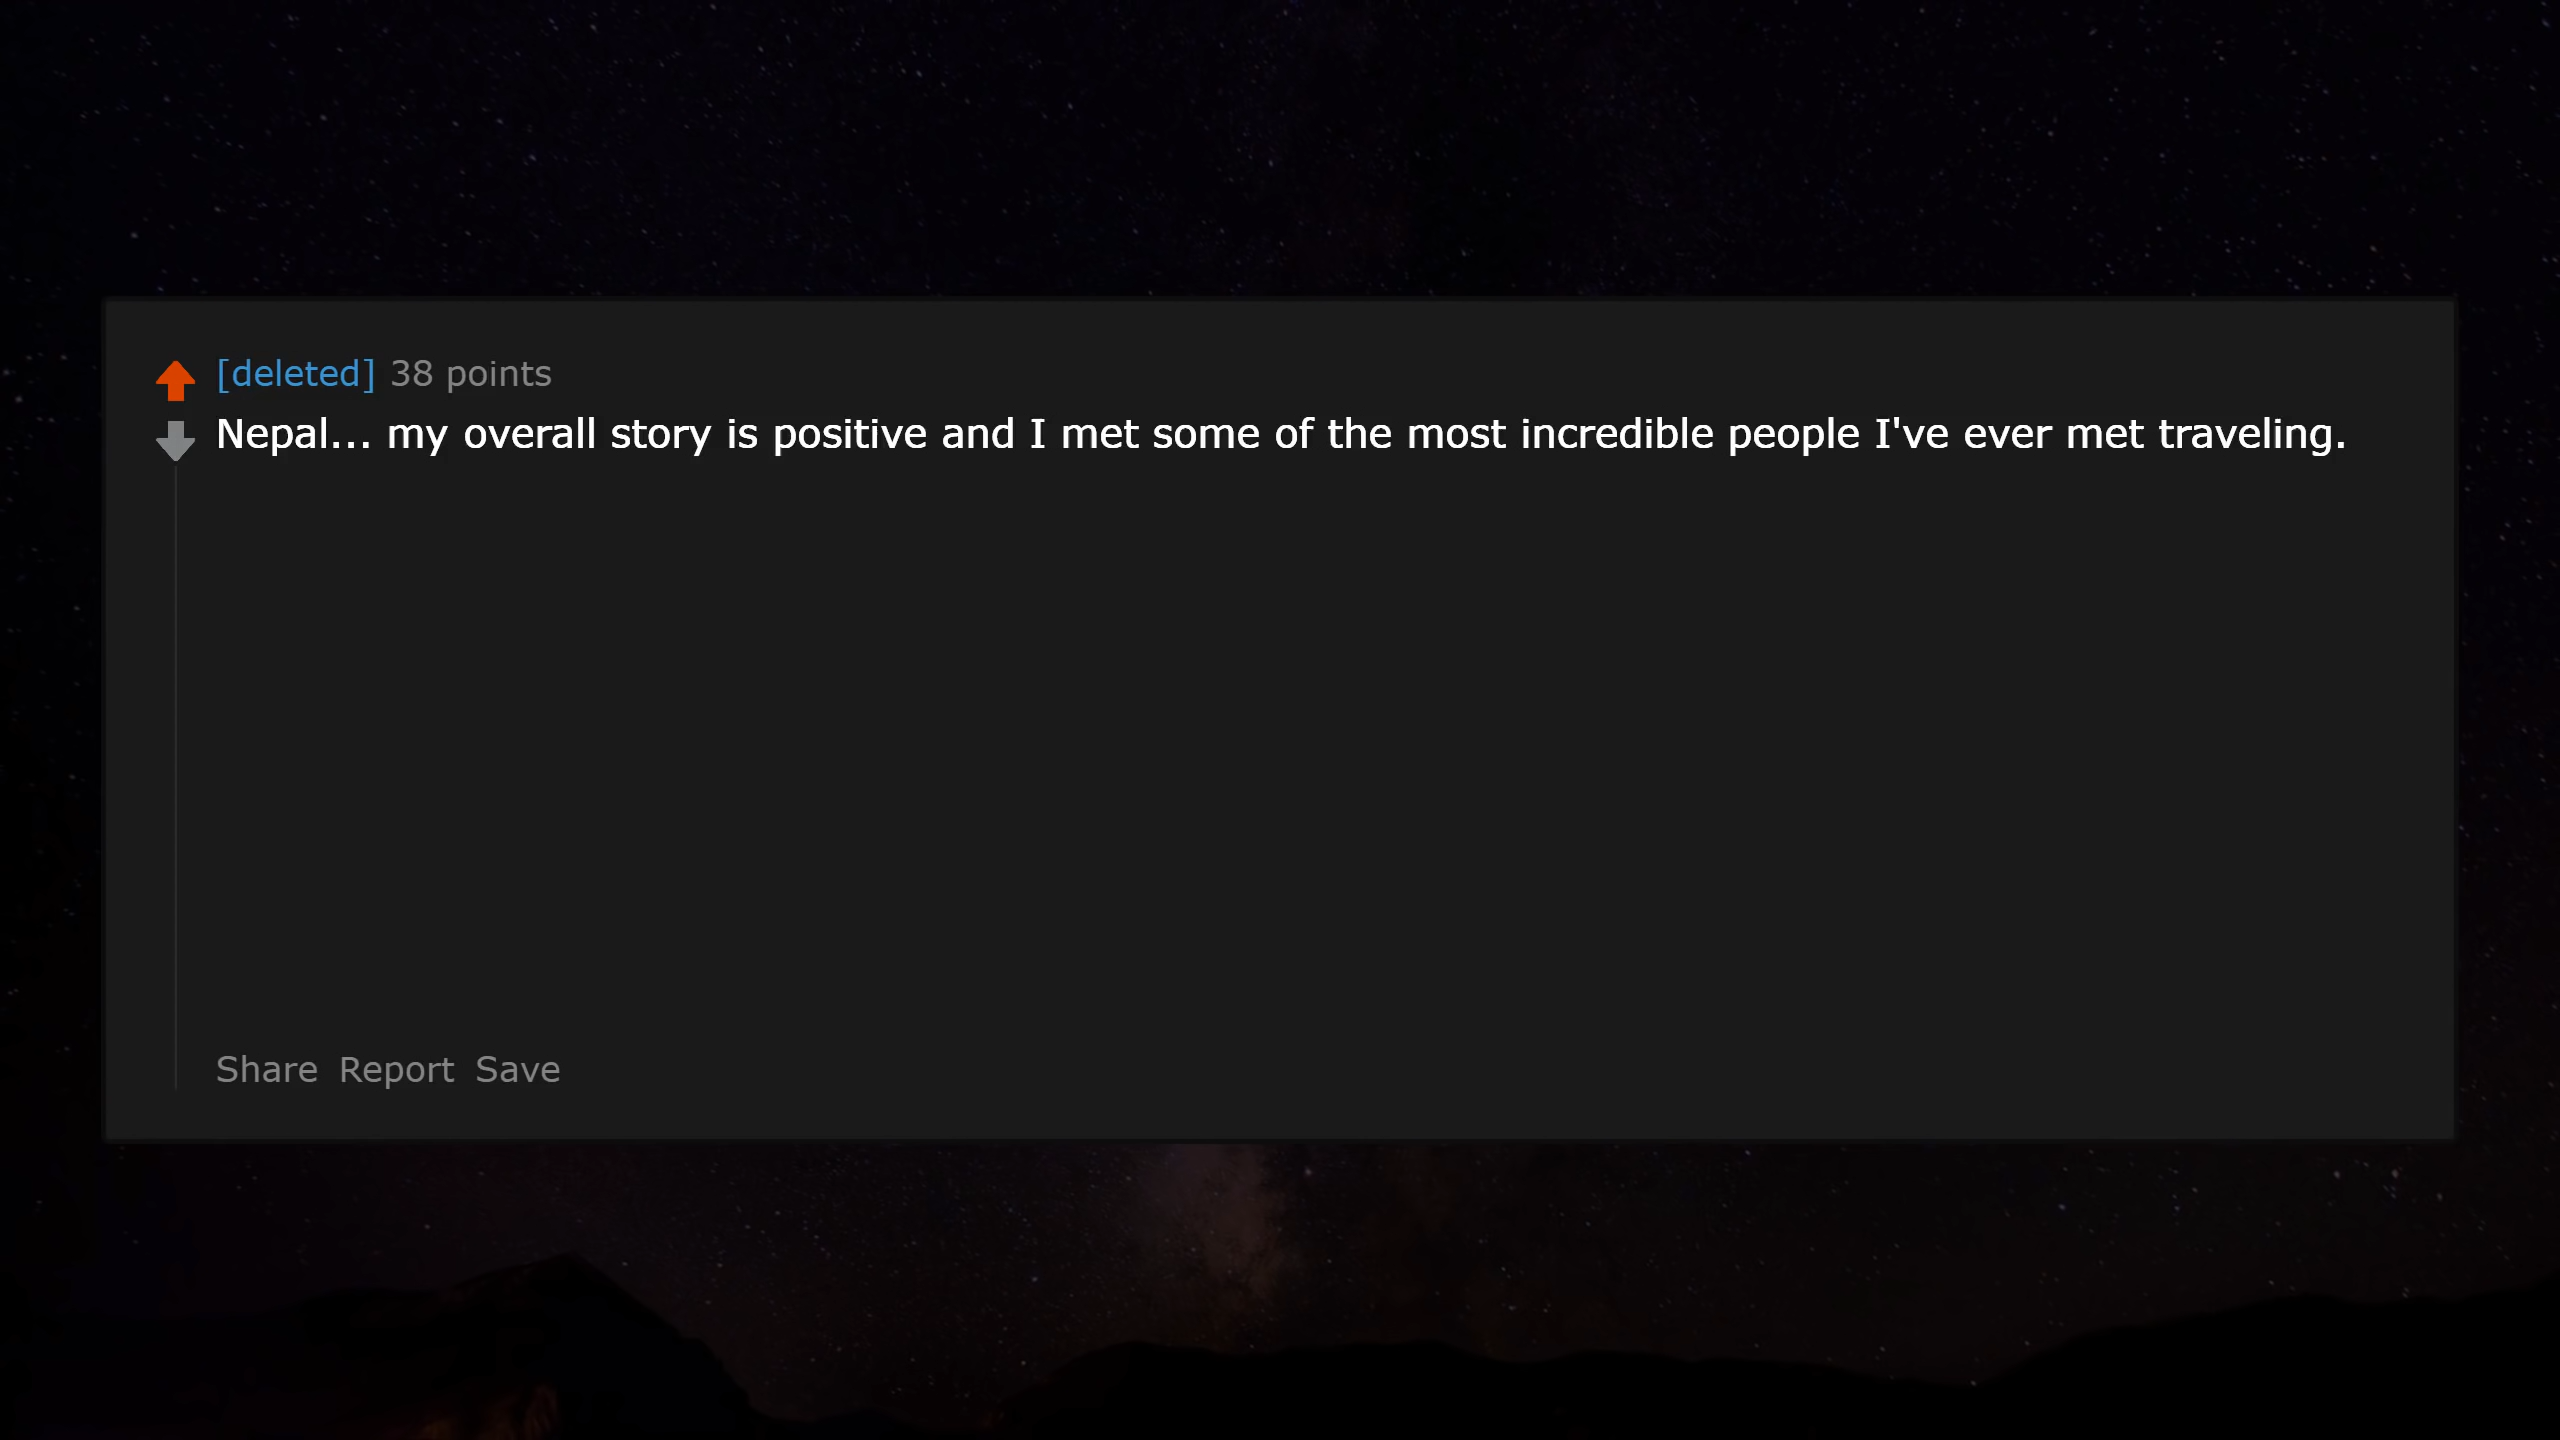 [deleted] 38 points
Nepal... my overall story is positive and I met some of the most incredible people I've ever met traveling.
Share Report Save